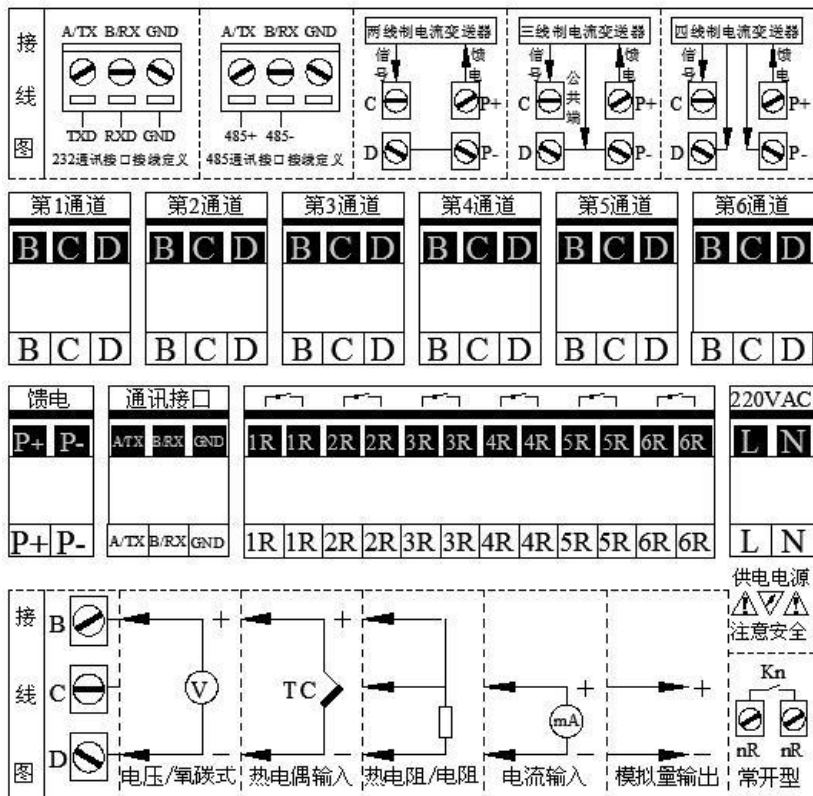 接线图
A/TX B/RX GND
TXD RXD GND
232通讯接口接线定义
A/TX B/RX GND
485+ 485-
485通讯接口接线定义
两线制电流变送器
信号 馈电
C P+
D P-
三线制电流变送器
信号 公共端 馈电
C P+
D P-
四线制电流变送器
信号 馈电
C P+
D P-
第1通道 第2通道 第3通道 第4通道 第5通道 第6通道
B C D B C D B C D B C D B C D B C D
B C D B C D B C D B C D B C D B C D
馈电 通讯接口 220VAC
P+ P- A/TX B/RX GND 1R 1R 2R 2R 3R 3R 4R 4R 5R 5R 6R 6R L N
P+ P- A/TX B/RX GND 1R 1R 2R 2R 3R 3R 4R 4R 5R 5R 6R 6R L N
供电电源
注意安全
接线图
B + + + +
C V TC mA
D - - - -
电压/氧碳式 热电偶输入 热电阻/电阻 电流输入 模拟量输出
Kn
nR nR
常开型